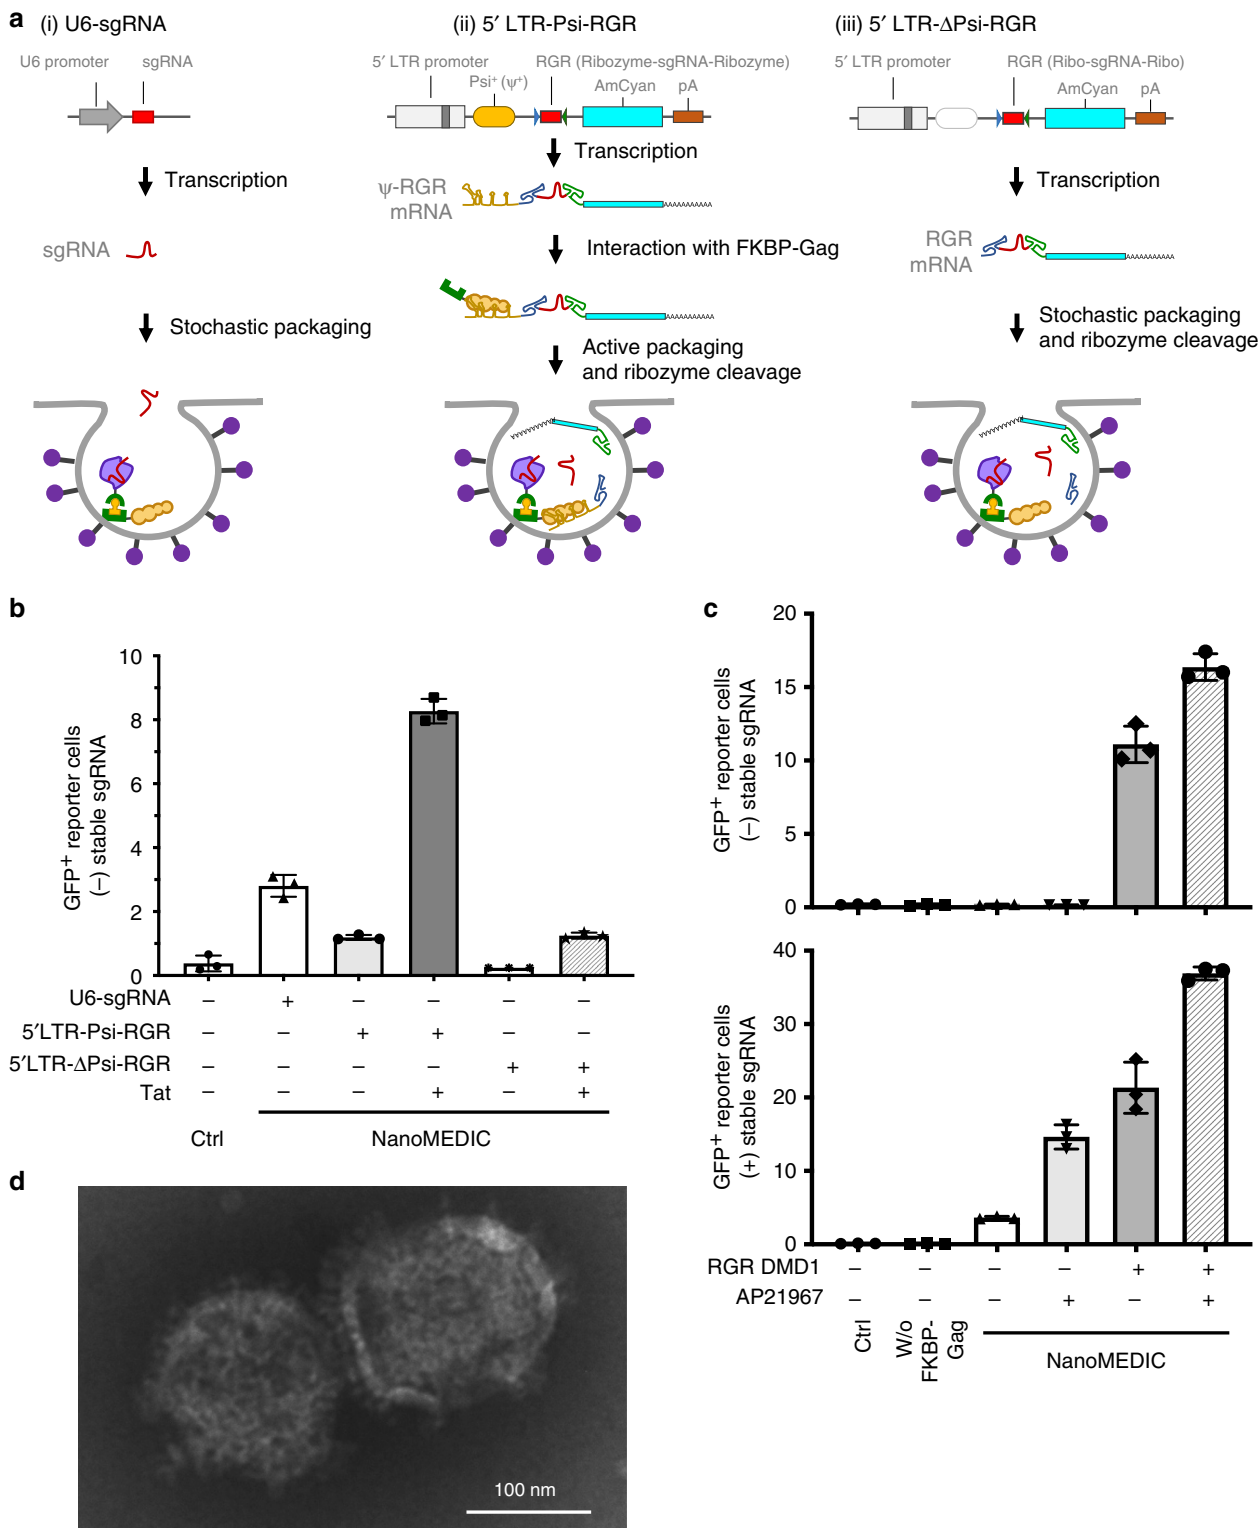 a (i) U6-sgRNA
U6 promoter sgRNA
Transcription
sgRNA
Stochastic packaging
(ii) 5′ LTR-Psi-RGR
5′ LTR promoter RGR (Ribozyme-sgRNA-Ribozyme)
Psi⁺ (ψ⁺) AmCyan pA
Transcription
ψ-RGR
mRNA
AAAAAAAAAAA
Interaction with FKBP-Gag
AAAAAAAAAAA
Active packaging
and ribozyme cleavage
(iii) 5′ LTR-ΔPsi-RGR
5′ LTR promoter RGR (Ribo-sgRNA-Ribo)
AmCyan pA
Transcription
RGR
mRNA
AAAAAAAAAAA
Stochastic packaging
and ribozyme cleavage
b
GFP⁺ reporter cells
(–) stable sgRNA
10
8
6
4
2
0
U6-sgRNA – + – – – –
5′LTR-Psi-RGR – – + + – –
5′LTR-ΔPsi-RGR – – – – + +
Tat – – – + – +
Ctrl NanoMEDIC
c
GFP⁺ reporter cells
(–) stable sgRNA
20
15
10
5
0
GFP⁺ reporter cells
(+) stable sgRNA
40
30
20
10
0
RGR DMD1 – – – – + +
AP21967 – – – + – +
Ctrl
W/o
FKBP-
Gag
NanoMEDIC
d
100 nm